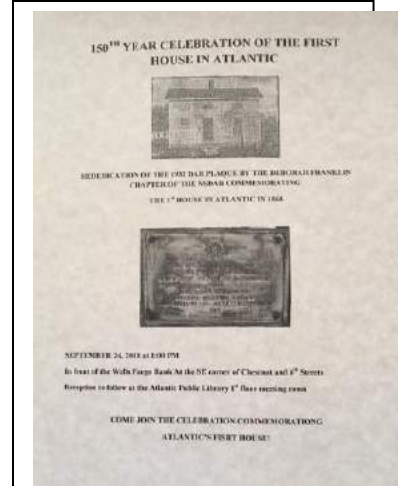 150TH YEAR CELEBRATION OF THE FIRST
HOUSE IN ATLANTIC
REDEDICATION OF THE 1932 DAR PLAQUE BY THE DEBORAH FRANKLIN
CHAPTER OF THE NSDAR COMMEMORATING
THE 1st HOUSE IN ATLANTIC IN 1868
SEPTEMBER 24, 2018 at PM
In front of the Wells Fargo Bank At the SE corner of Chestnut and 6th Streets
Reception to follow at the Atlantic Public Library 1st floor meeting room
COME JOIN THE CELEBRATION COMMEMORATIONG
ATLANTIC'S FISRT HOUSE!